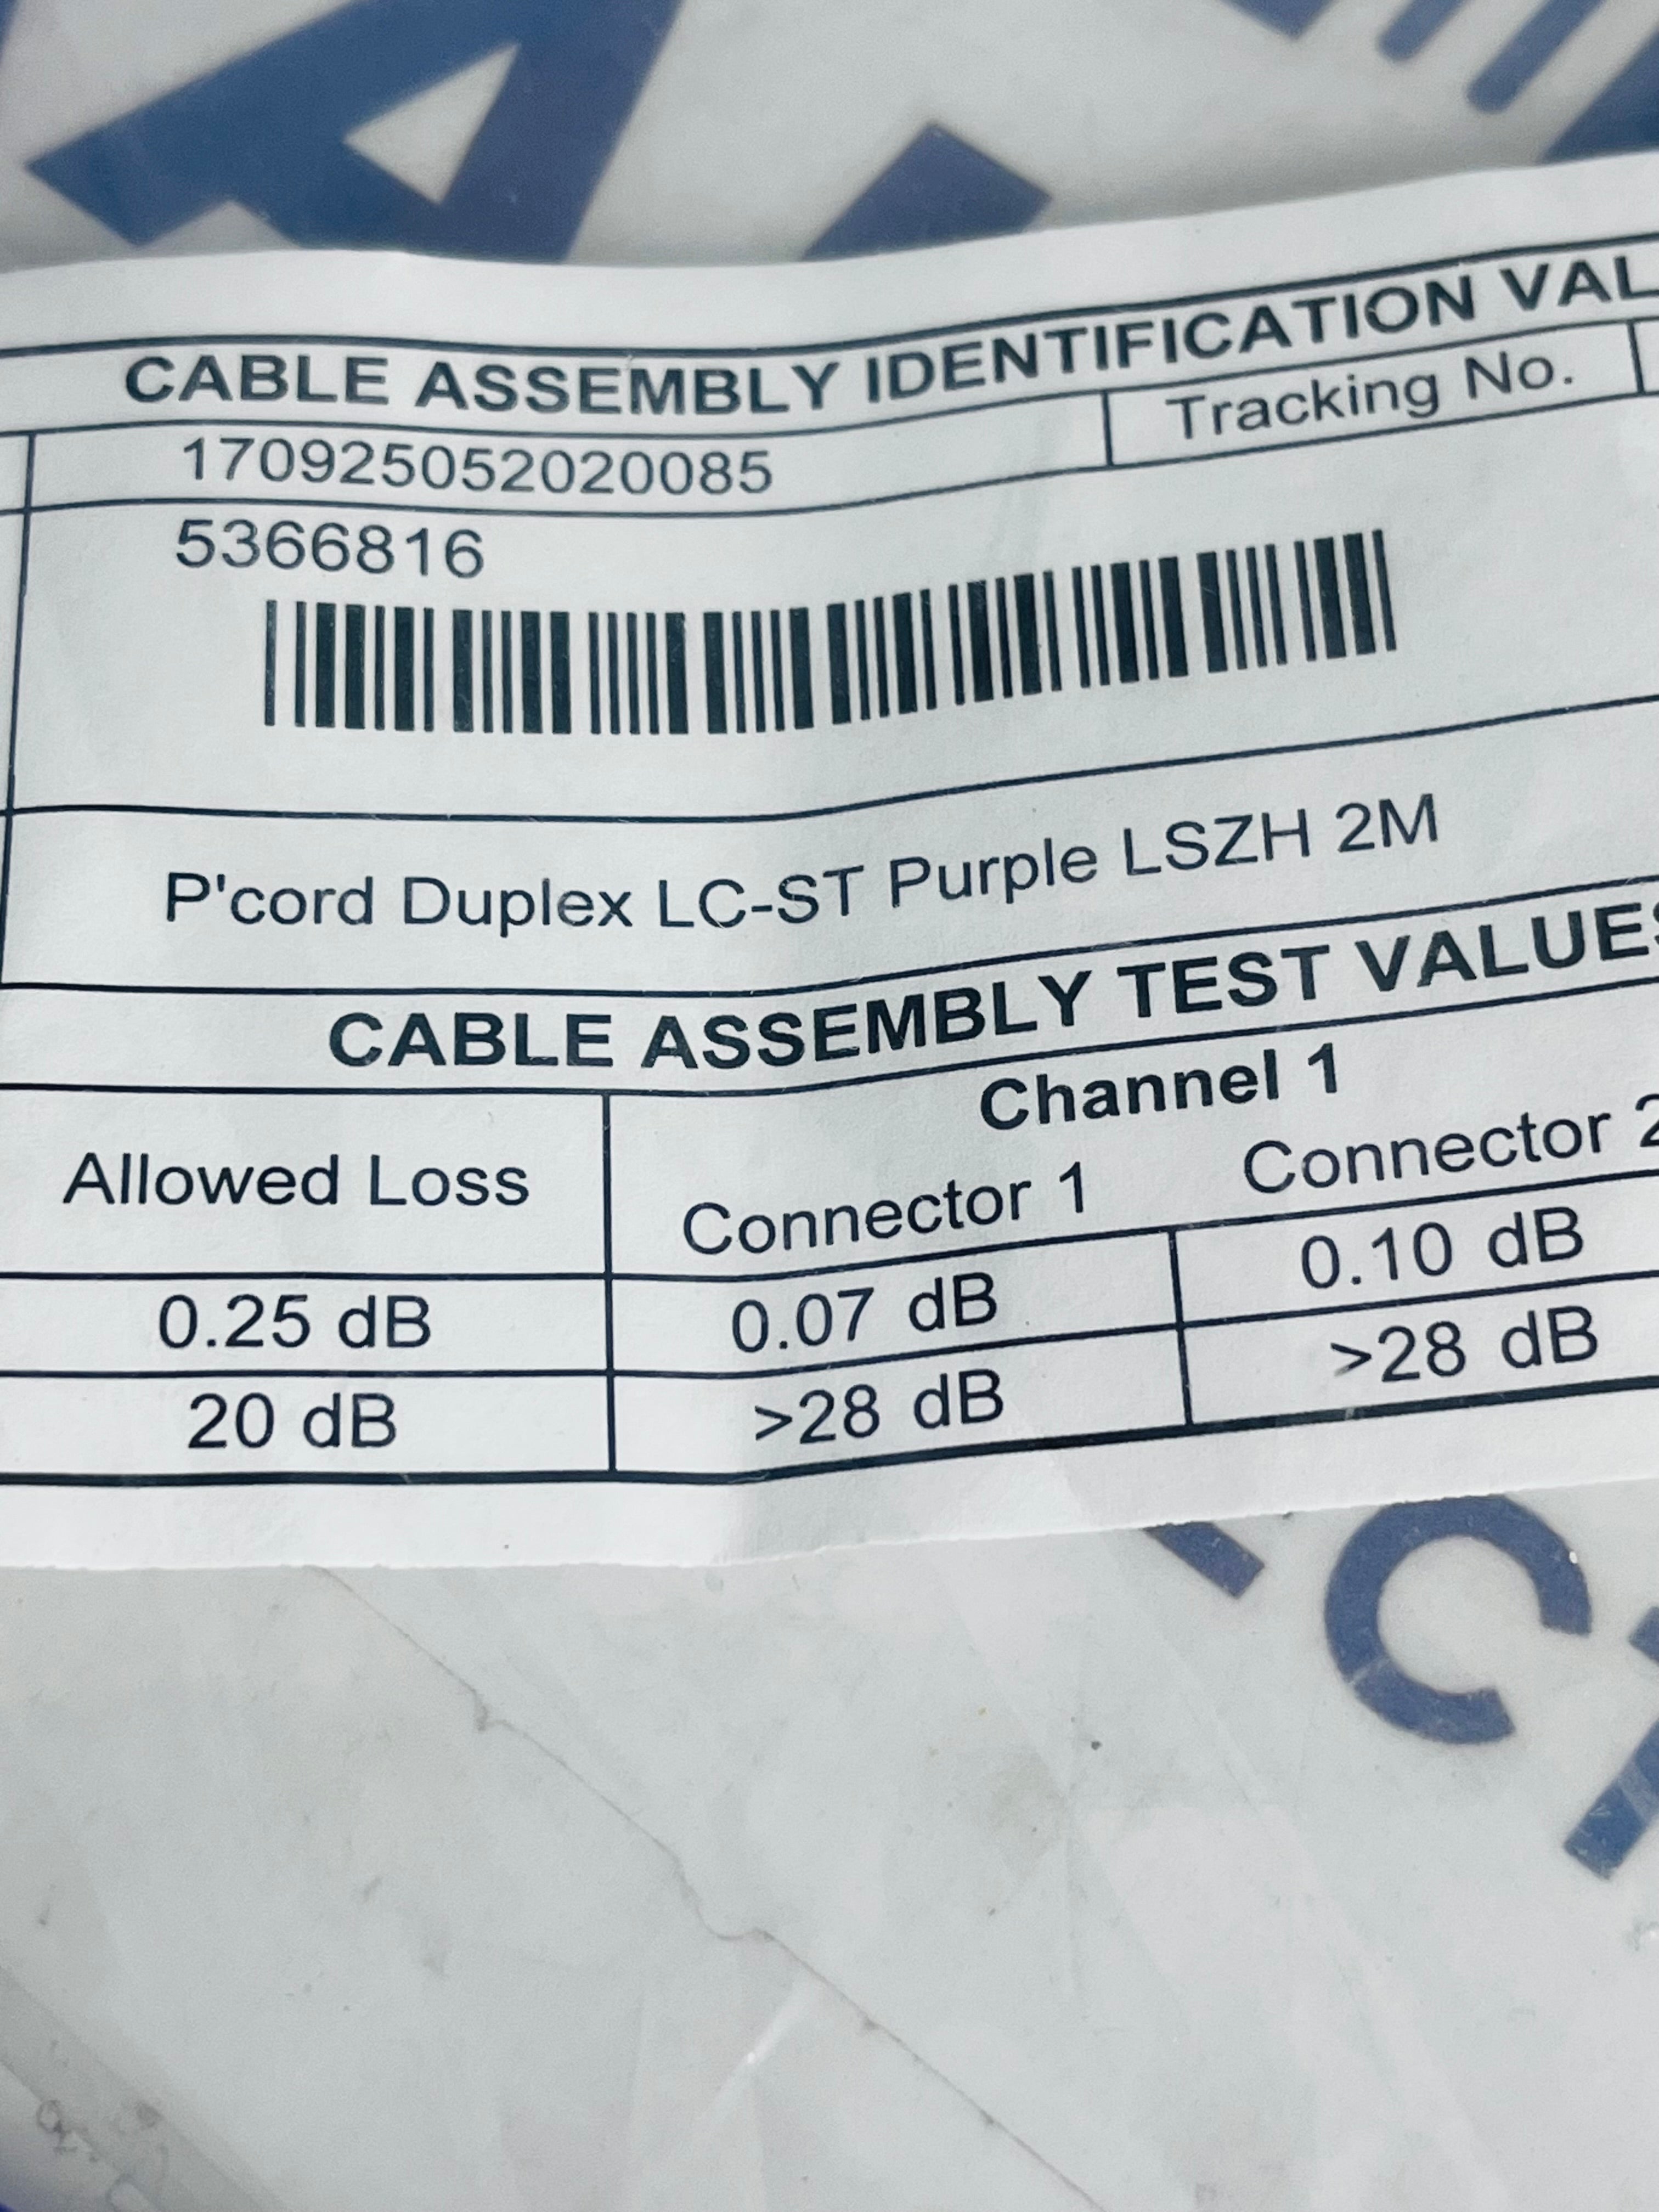 CABLE ASSEMBLY IDENTIFICATION
170925052020085 Tracking No.
5366816
P'cord Duplex LC-ST Purple LSZH 2M
CABLE ASSEMBLY TEST VALUES
Channel 1
Allowed Loss Connector 1 Connector 2
0.25 dB 0.07 dB 0.10 dB
20 dB >28 dB >28 dB